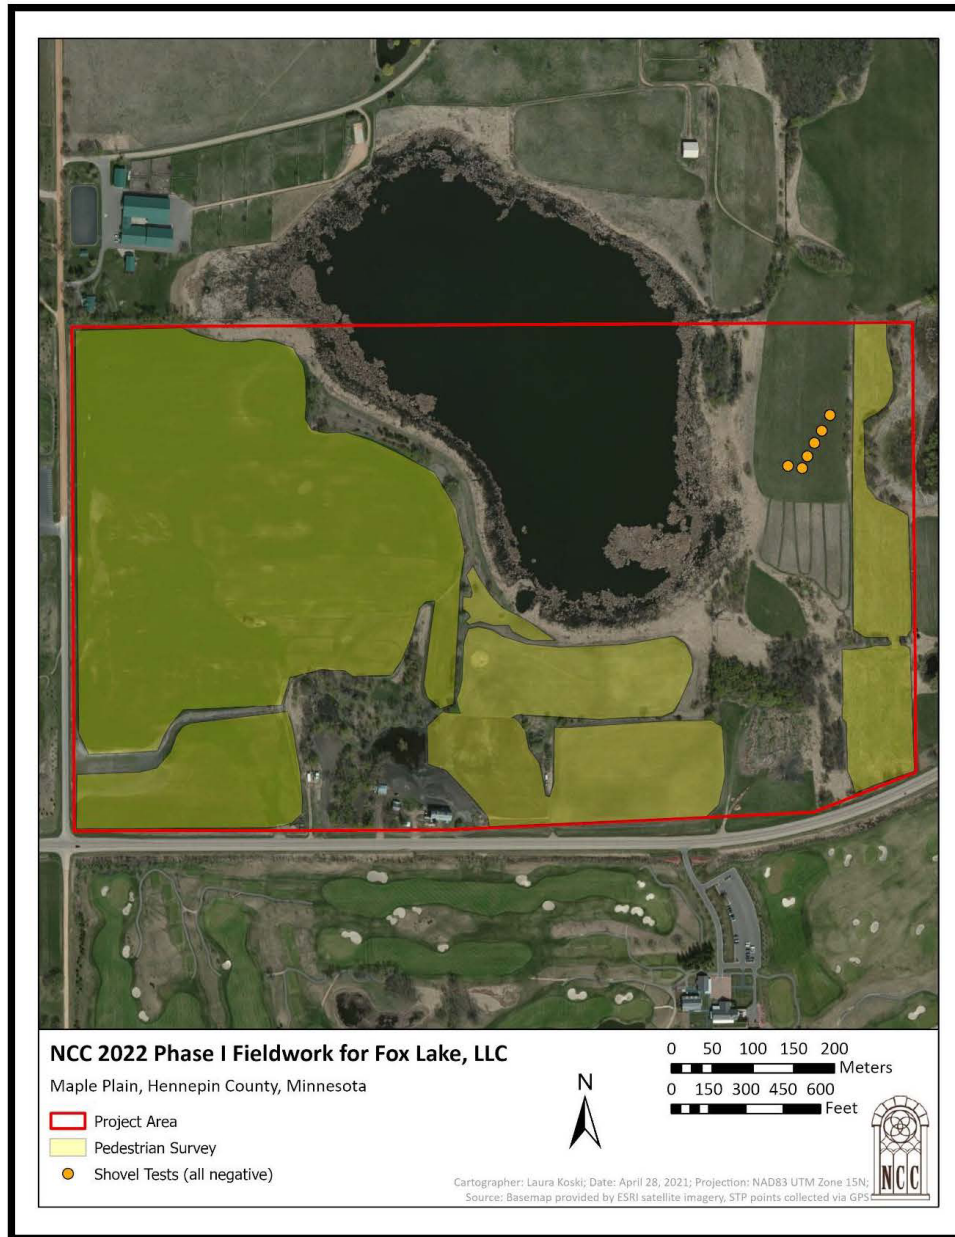 NCC 2022 Phase I Fieldwork for Fox Lake, LLC
Maple Plain, Hennepin County, Minnesota
Project Area
Pedestrian Survey
Shovel Tests (all negative)
N
0 50 100 150 200
Meters
0 150 300 450 600
Feet
Cartographer: Laura Koski; Date: April 28, 2021; Projection: NAD83 UTM Zone 15N;
Source: Basemap provided by ESRI satellite imagery, STP points collected via GPS
NCC